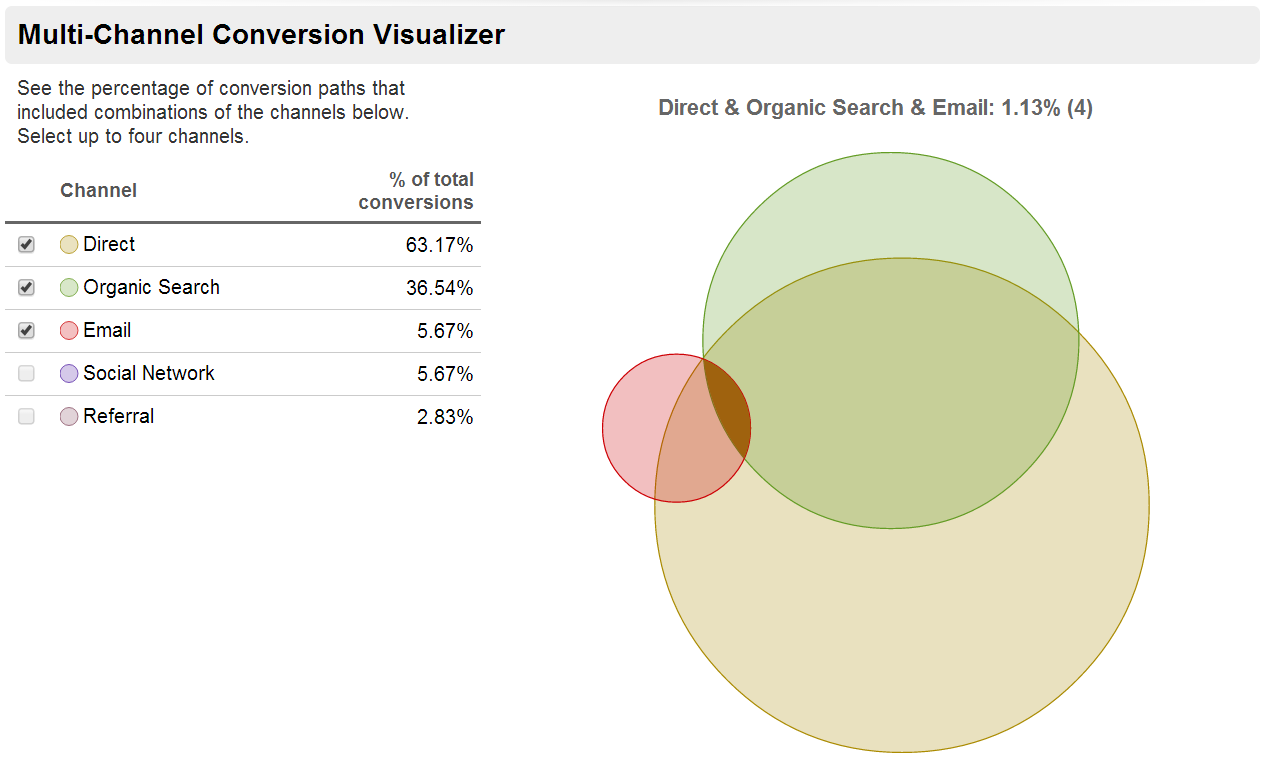 Multi-Channel Conversion Visualizer
See the percentage of conversion paths that
included combinations of the channels below.
Select up to four channels.
Channel % of total
conversions
Direct 63.17%
Organic Search 36.54%
Email 5.67%
Social Network 5.67%
Referral 2.83%
Direct & Organic Search & Email: 1.13% (4)